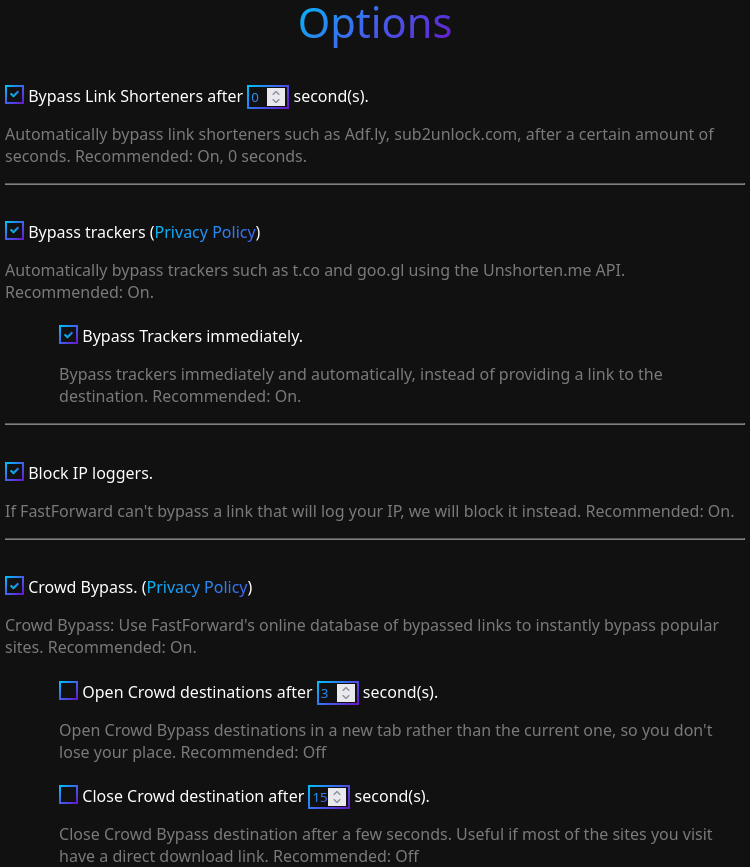 Options
Bypass Link Shorteners after 0 second(s).
Automatically bypass link shorteners such as Adf.ly, sub2unlock.com, after a certain amount of
seconds. Recommended: On, 0 seconds.
Bypass trackers (Privacy Policy)
Automatically bypass trackers such as t.co and goo.gl using the Unshorten.me API.
Recommended: On.
Bypass Trackers immediately.
Bypass trackers immediately and automatically, instead of providing a link to the
destination. Recommended: On.
Block IP loggers.
If FastForward can't bypass a link that will log your IP, we will block it instead. Recommended: On.
Crowd Bypass. (Privacy Policy)
Crowd Bypass: Use FastForward's online database of bypassed links to instantly bypass popular
sites. Recommended: On.
Open Crowd destinations after 3 second(s).
Open Crowd Bypass destinations in a new tab rather than the current one, so you don't
lose your place. Recommended: Off
Close Crowd destination after 15 second(s).
Close Crowd Bypass destination after a few seconds. Useful if most of the sites you visit
have a direct download link. Recommended: Off